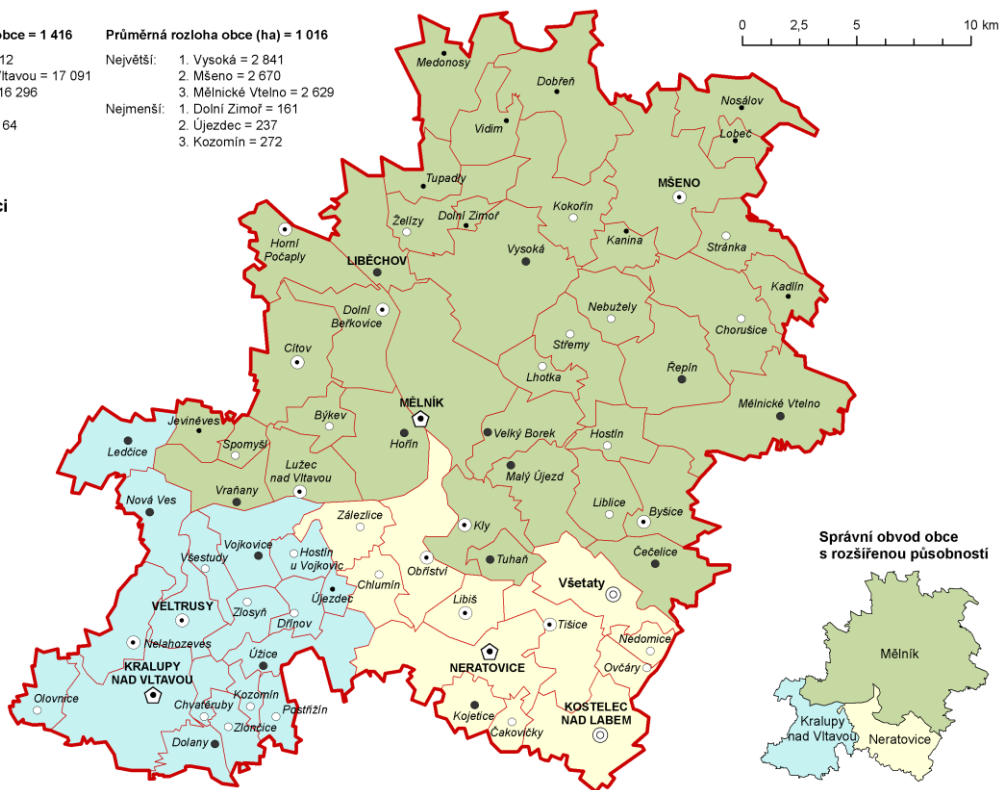 obce = 1 416
12
ltavou = 17 091
16 296
64
Průměrná rozloha obce (ha) = 1 016
Největší: 1. Vysoká = 2 841
2. Mšeno = 2 670
3. Mělnické Vtelno = 2 629
Nejmenší: 1. Dolní Zimoř = 161
2. Újezdec = 237
3. Kozomín = 272
ci
0 2,5 5 10 km
Medonosy
Dobřeň
Nosálov
Vidim
Lobeč
Tupadly
MŠENO
Kokořín
Želízy
Dolní Zimoř
Kanina
Stránka
Horní
Počaply
Vysoká
LIBĚCHOV
Kadlín
Dolní
Beřkovice
Nebužely
Chorušice
Střemy
Cítov
Lhotka
Řepín
MĚLNÍK
Mělnické Vtelno
Býkev
Jeviněves
Hořín
Velký Borek
Hostín
Spomyšl
Ledčice
Lužec
nad Vltavou
Malý Újezd
Nová Ves
Vraňany
Liblice
Byšice
Zálezlice
Kly
Vojkovice
Hostín
u Vojkovic
Všestudy
Obříství
Tuhaň
Čečelice
Chlumín
Všetaty
Újezdec
VELTRUSY
Zlosyň
Dřínov
Libiš
Tišice
Nelahozeves
Nedomice
Úžice
NERATOVICE
Ovčáry
KRALUPY
NAD VLTAVOU
Olovnice
Chvatěruby
Kozomín
Postřižín
Zlončice
Kojetice
KOSTELEC
NAD LABEM
Čakovičky
Dolany
Správní obvod obce
s rozšířenou působností
Mělník
Kralupy
nad Vltavou
Neratovice